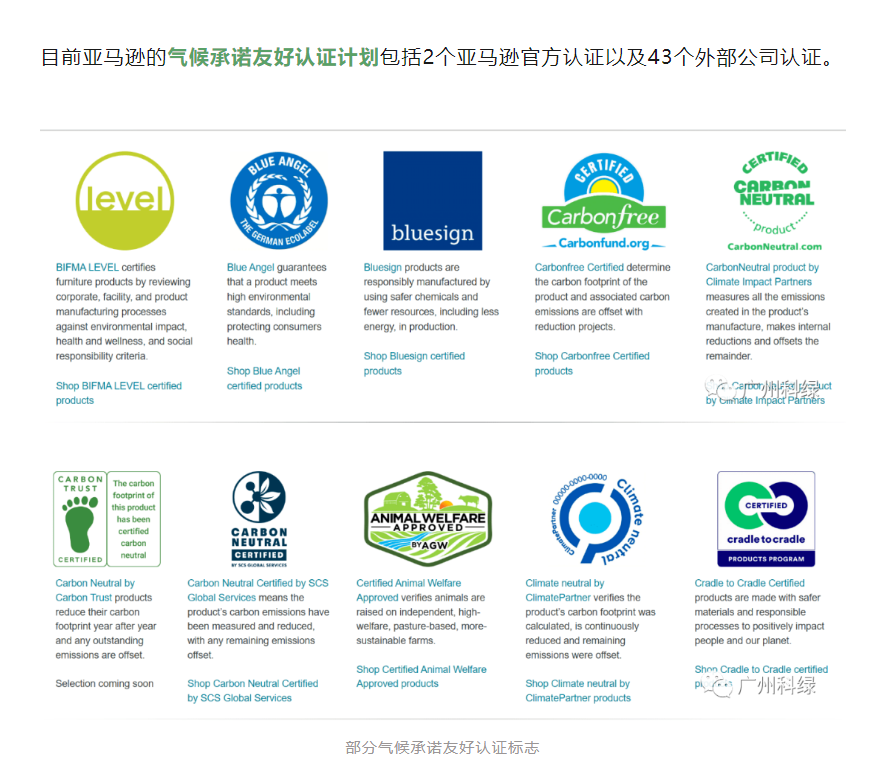 目前亚马逊的气候承诺友好认证计划包括2个亚马逊官方认证以及43个外部公司认证。
level
BLUE ANGEL
THE GERMAN ECOLABEL
bluesign
CERTIFIED
Carbonfree
Carbonfund.org
CERTIFIED
CARBON
NEUTRAL
product
CarbonNeutral.com
BIFMA LEVEL certifies
furniture products by reviewing
corporate, facility, and product
manufacturing processes
against environmental impact,
health and wellness, and social
responsibility criteria.
Shop BIFMA LEVEL certified
products
Blue Angel guarantees
that a product meets
high environmental
standards, including
protecting consumers
health.
Shop Blue Angel
certified products
Bluesign products are
responsibly manufactured by
using safer chemicals and
fewer resources, including less
energy, in production.
Shop Bluesign certified
products
Carbonfree Certified determine
the carbon footprint of the
product and associated carbon
emissions are offset with
reduction projects.
Shop Carbonfree Certified
products
CarbonNeutral product by
Climate Impact Partners
measures all the emissions
created in the product's
manufacture, makes internal
reductions and offsets the
remainder.
by Climate Impact Partners
广州科绿
CARBON
TRUST
CERTIFIED
The carbon
footprint of
this product
has been
certified
carbon
neutral
CARBON
NEUTRAL
CERTIFIED
BY SCS GLOBAL SERVICES
ANIMAL WELFARE
APPROVED
BY AGW
ClimatePartner 00000-0000-0000
Climate neutral
CERTIFIED
cradle to cradle
PRODUCTS PROGRAM
Carbon Neutral by
Carbon Trust products
reduce their carbon
footprint year after year
and any outstanding
emissions are offset.
Selection coming soon
Carbon Neutral Certified by SCS
Global Services means the
product's carbon emissions have
been measured and reduced,
with any remaining emissions
offset.
Shop Carbon Neutral Certified
by SCS Global Services
Certified Animal Welfare
Approved verifies animals are
raised on independent, high-
welfare, pasture-based, more-
sustainable farms.
Shop Certified Animal Welfare
Approved products
Climate neutral by
ClimatePartner verifies the
product's carbon footprint was
calculated, is continuously
reduced and remaining
emissions were offset.
Shop Climate neutral by
ClimatePartner products
Cradle to Cradle Certified
products are made with safer
materials and responsible
processes to positively impact
people and our planet.
Shop Cradle to Cradle certified
广州科绿
部分气候承诺友好认证标志